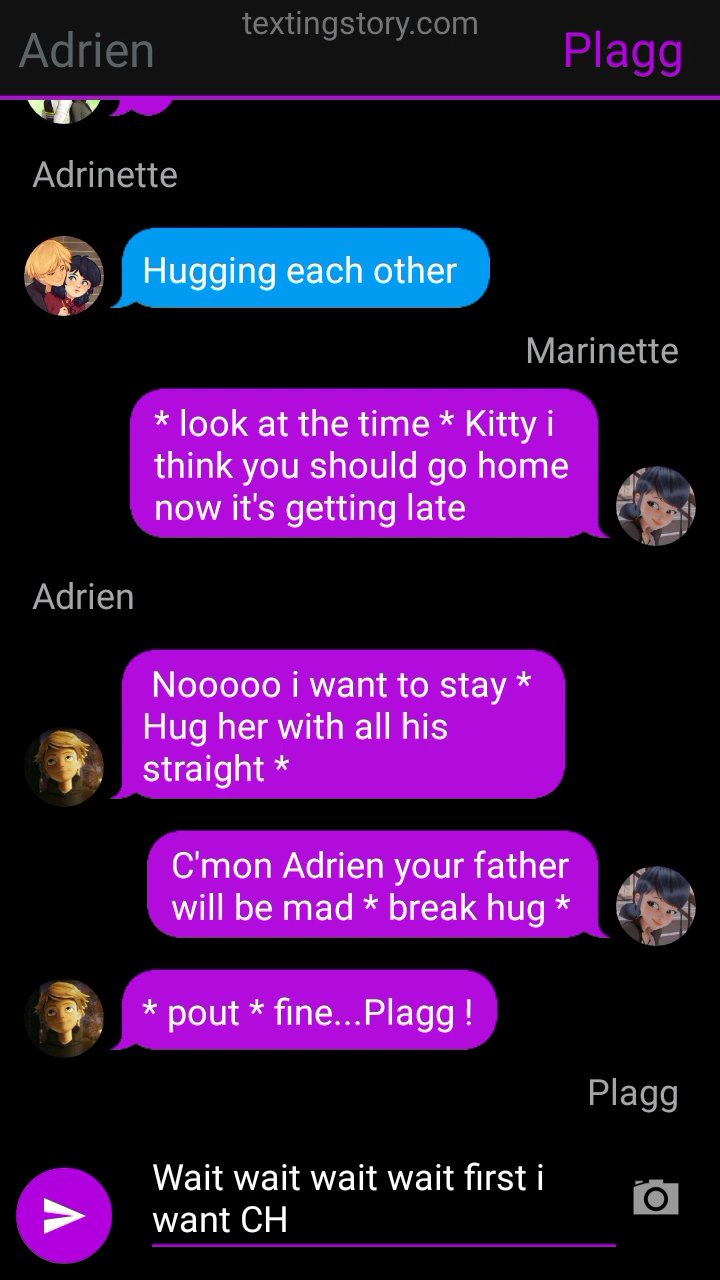 textingstory.com
Adrien
Plagg
Adrinette
Hugging each other
Marinette
* look at the time * Kitty i
think you should go home
now it's getting late
Adrien
Nooooo i want to stay *
Hug her with all his
straight *
C'mon Adrien your father
will be mad * break hug *
* pout * fine...Plagg !
Plagg
Wait wait wait wait first i
want CH